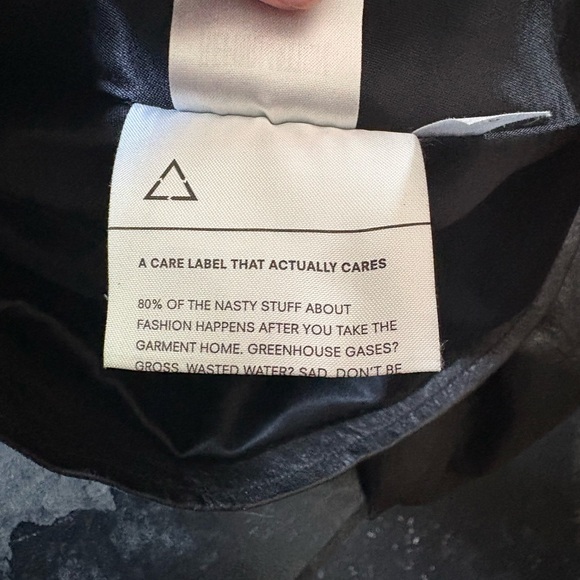 A CARE LABEL THAT ACTUALLY CARES
80% OF THE NASTY STUFF ABOUT
FASHION HAPPENS AFTER YOU TAKE THE
GARMENT HOME. GREENHOUSE GASES?
GROSS. WASTED WATER? SAD. DON'T BE